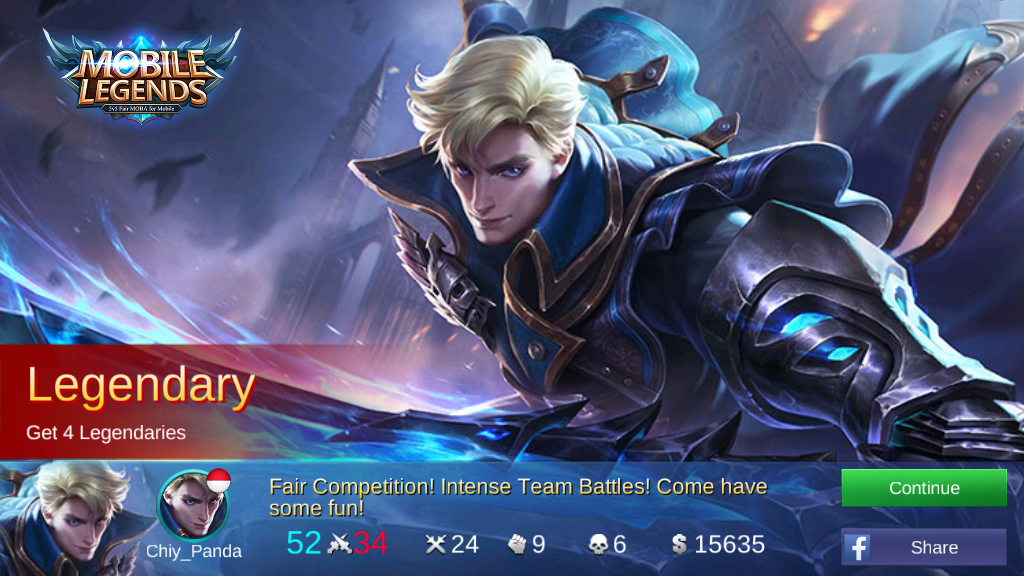 MOBILE
LEGENDS
5v5 Fair MOBA for Mobile
Legendary
Get 4 Legendaries
Fair Competition! Intense Team Battles! Come have
some fun!
Continue
52 34 24 9 6 15635
Chiy_Panda
f Share